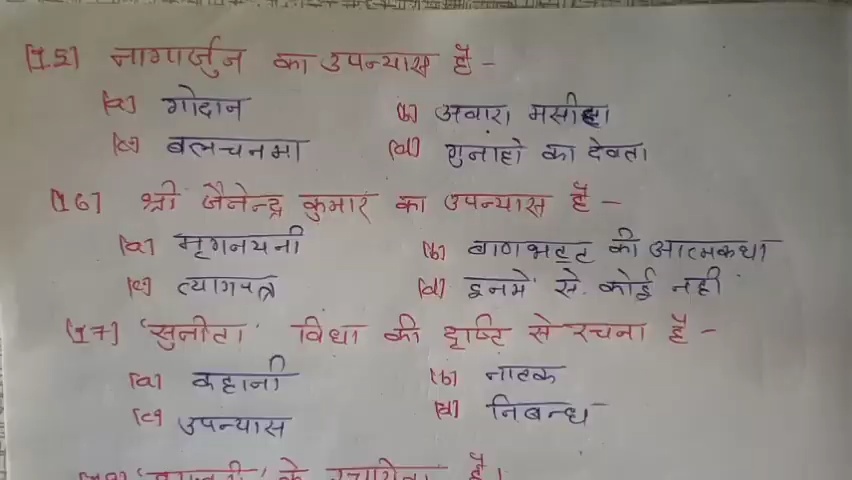 [15] नागार्जुन का उपन्यास है -
(a) गोदान (b) अवारा मसीहा
(c) बलचनमा (d) गुनाहो का देवता
[16] श्री जैनेन्द्र कुमार का उपन्यास है -
(a) मृगनयनी (b) बाणभट्ट की आत्मकथा
(c) त्यागपत्र (d) इनमें से कोई नही
[17] 'सुनीता' विधा की दृष्टि से रचना है -
(a) कहानी (b) नाटक
(c) उपन्यास (d) निबन्ध
के रचयिता है।